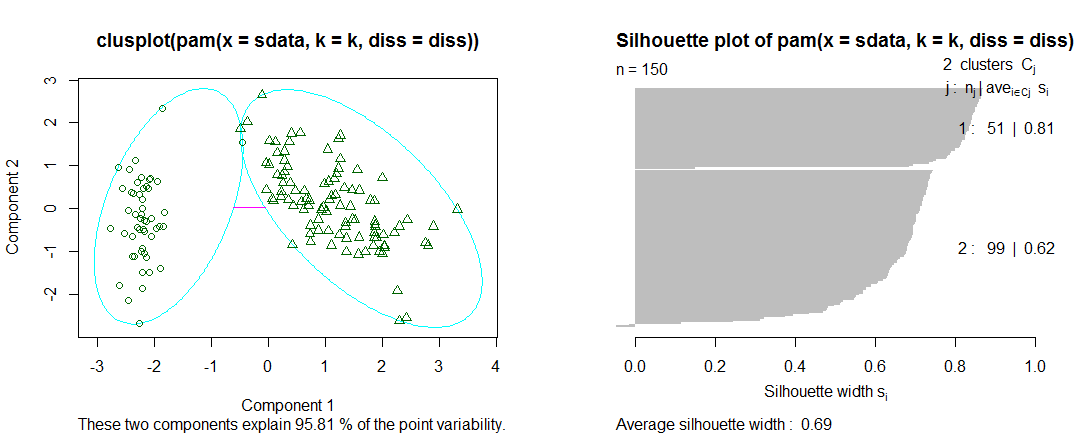 clusplot(pam(x = sdata, k = k, diss = diss))
3
2
1
0
-1
-2
Component 2
-3 -2 -1 0 1 2 3 4
Component 1
These two components explain 95.81 % of the point variability.
Silhouette plot of pam(x = sdata, k = k, diss = diss)
n = 150
2 clusters Cj
j : nj | avei∈Cj si
1 : 51 | 0.81
2 : 99 | 0.62
0.0 0.2 0.4 0.6 0.8 1.0
Silhouette width si
Average silhouette width : 0.69